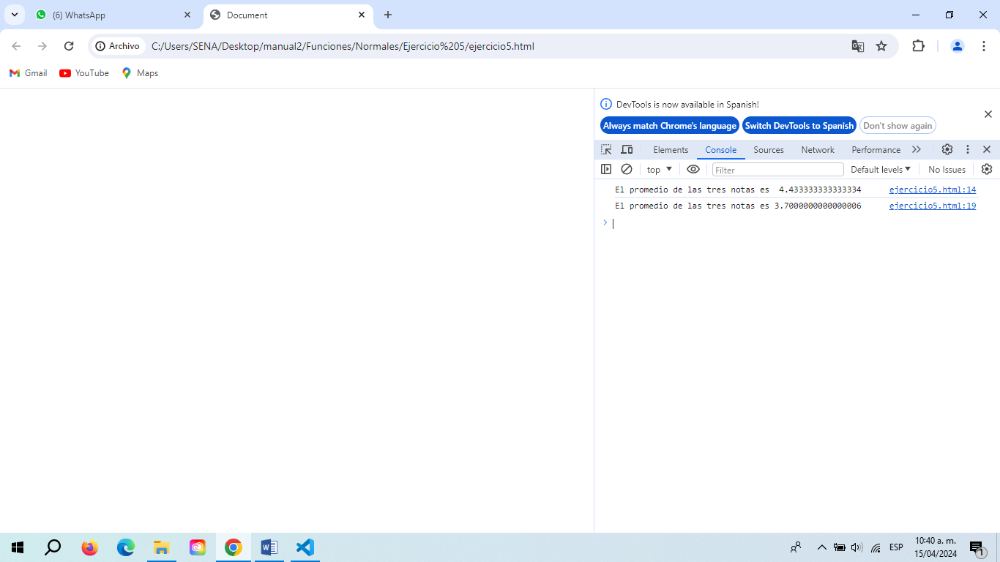 (6) WhatsApp
Document
Archivo
C:/Users/SENA/Desktop/manual2/Funciones/Normales/Ejercicio%205/ejercicio5.html
Gmail
YouTube
Maps
DevTools is now available in Spanish!
Always match Chrome's language
Switch DevTools to Spanish
Don't show again
Elements
Console
Sources
Network
Performance
top
Filter
Default levels
No Issues
El promedio de las tres notas es  4.433333333333334 ejercicio5.html:14
El promedio de las tres notas es 3.7000000000000006 ejercicio5.html:19
ESP
10:40 a. m.
15/04/2024
1